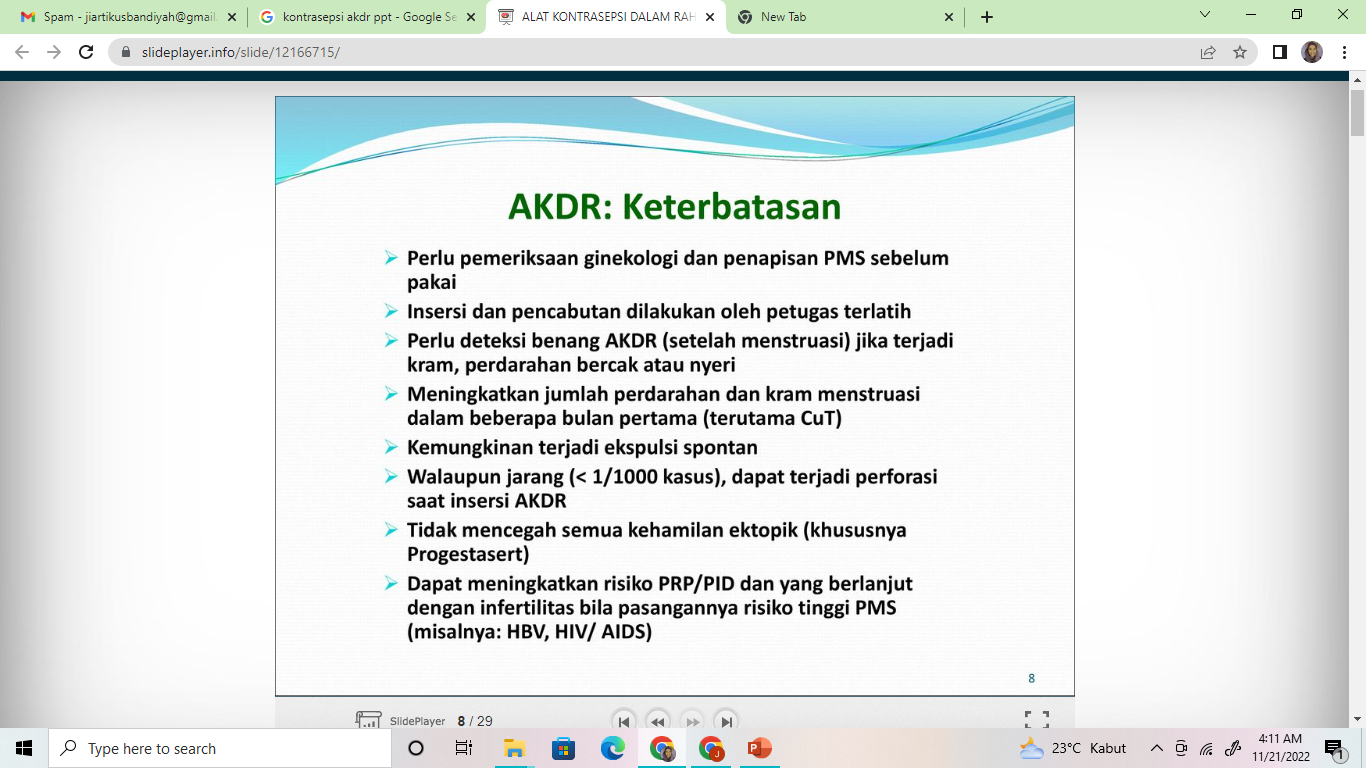 Spam - jiartikusbandiyah@gmail.
kontrasepsi akdr ppt - Google Se
ALAT KONTRASEPSI DALAM RAH
New Tab
slideplayer.info/slide/12166715/
AKDR: Keterbatasan
Perlu pemeriksaan ginekologi dan penapisan PMS sebelum
pakai
Insersi dan pencabutan dilakukan oleh petugas terlatih
Perlu deteksi benang AKDR (setelah menstruasi) jika terjadi
kram, perdarahan bercak atau nyeri
Meningkatkan jumlah perdarahan dan kram menstruasi
dalam beberapa bulan pertama (terutama CuT)
Kemungkinan terjadi ekspulsi spontan
Walaupun jarang (< 1/1000 kasus), dapat terjadi perforasi
saat insersi AKDR
Tidak mencegah semua kehamilan ektopik (khususnya
Progestasert)
Dapat meningkatkan risiko PRP/PID dan yang berlanjut
dengan infertilitas bila pasangannya risiko tinggi PMS
(misalnya: HBV, HIV/ AIDS)
8
SlidePlayer 8 / 29
Type here to search
23°C Kabut
4:11 AM
11/21/2022
1